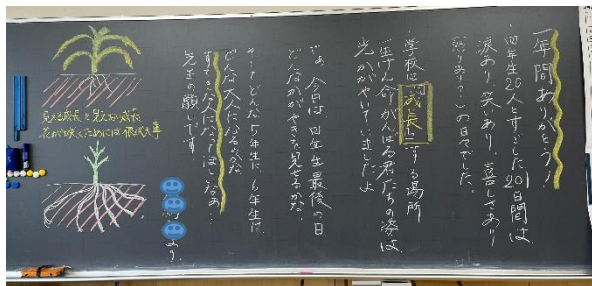 一年間ありがとう!
四年生20人とすごした201日間は、
涙あり、笑いあり、喜びあり
怒りあり?!の日々でした。
学校は「成長」する場所
一生けん命がんばる君たちの姿は
光かがやいていましたよ
さぁ、今日は四年生最後の日
どんなかがやきを見せるかな。
そしてどんな5年生に6年生に
どんな大人になるかな。
すてきな人になってほしいなあ…
先生の願いです。
より
見える成長と見えない成長
花がさくためには根が大事